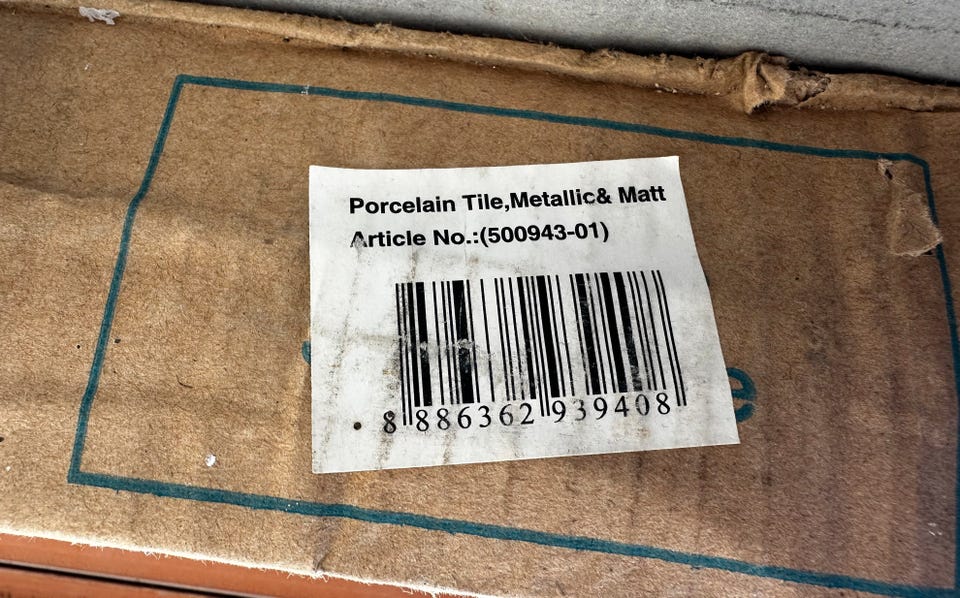 Porcelain Tile,Metallic& Matt
Article No.:(500943-01)
8 886362 939408